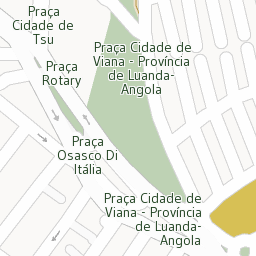 Praça
Cidade de
Tsu
Praça Cidade de
Viana - Província
de Luanda-
Angola
Praça
Rotary
Praça
Osasco Di
Itália
Praça Cidade de
Viana - Província
de Luanda-
Angola